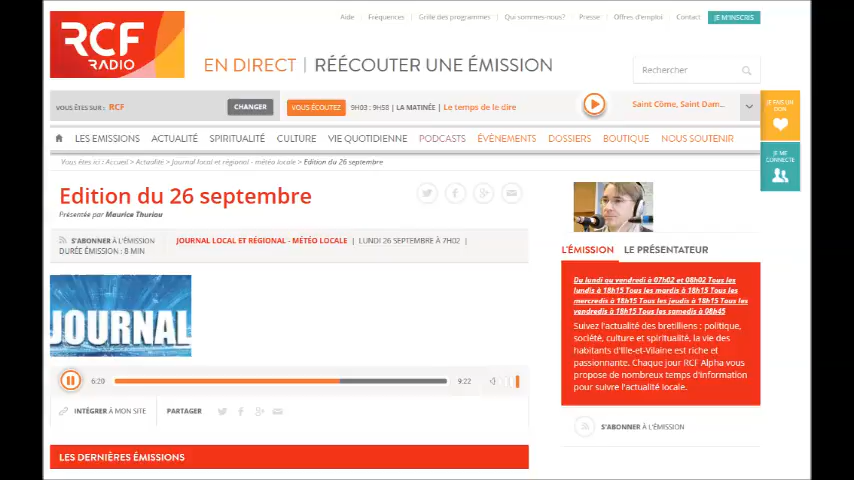 Aide Fréquences Grille des programmes Qui sommes-nous? Presse Offres d'emploi Contact JE M'INSCRIS
RCF
RADIO
EN DIRECT | RÉÉCOUTER UNE ÉMISSION
Rechercher
VOUS ÊTES SUR : RCF CHANGER
VOUS ÉCOUTEZ 9H03 : 9H58 | LA MATINÉE | Le temps de le dire
Saint Côme, Saint Dam...
JE FAIS UN
DON
JE ME
CONNECTE
LES EMISSIONS ACTUALITÉ SPIRITUALITÉ CULTURE VIE QUOTIDIENNE PODCASTS ÉVÉNEMENTS DOSSIERS BOUTIQUE NOUS SOUTENIR
Vous êtes ici : Accueil > Actualité > Journal local et régional - météo locale > Edition du 26 septembre
Edition du 26 septembre
Présentée par Maurice Thuriau
S'ABONNER À L'ÉMISSION
DURÉE ÉMISSION : 8 MIN
JOURNAL LOCAL ET RÉGIONAL - MÉTÉO LOCALE | LUNDI 26 SEPTEMBRE À 7H02 |
JOURNAL
6:20 9:22
INTÉGRER À MON SITE PARTAGER
LES DERNIÈRES ÉMISSIONS
L'ÉMISSION LE PRÉSENTATEUR
Du lundi au vendredi à 07h02 et 08h02 Tous les
lundis à 18h15 Tous les mardis à 18h15 Tous les
mercredis à 18h15 Tous les jeudis à 18h15 Tous les
vendredis à 18h15 Tous les samedis à 08h45
Suivez l'actualité des bretilliens : politique,
société, culture et spiritualité, la vie des
habitants d'Ille-et-Vilaine est riche et
passionnante. Chaque jour RCF Alpha vous
propose de nombreux temps d'information
pour suivre l'actualité locale.
S'ABONNER À L'ÉMISSION